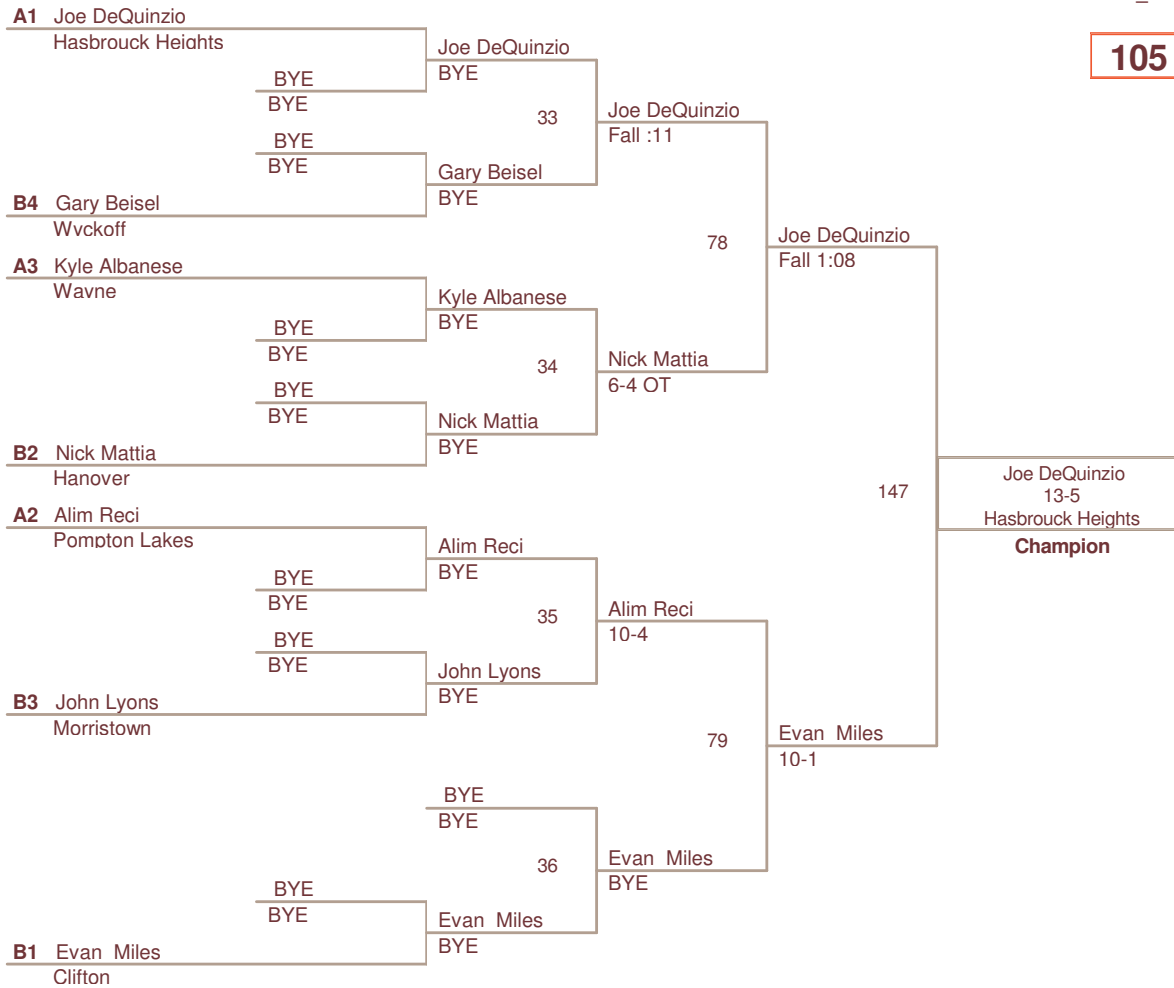 A1 Joe DeQuinzio
Hasbrouck Heights
Joe DeQuinzio
BYE
105
BYE
BYE
33
Joe DeQuinzio
Fall :11
BYE
BYE
Gary Beisel
BYE
B4 Gary Beisel
Wyckoff
78
Joe DeQuinzio
Fall 1:08
A3 Kyle Albanese
Wayne
Kyle Albanese
BYE
BYE
BYE
34
Nick Mattia
6-4 OT
BYE
BYE
Nick Mattia
BYE
B2 Nick Mattia
Hanover
147
Joe DeQuinzio
13-5
Hasbrouck Heights
Champion
A2 Alim Reci
Pompton Lakes
Alim Reci
BYE
BYE
BYE
35
Alim Reci
10-4
BYE
BYE
John Lyons
BYE
B3 John Lyons
Morristown
79
Evan Miles
10-1
BYE
BYE
36
Evan Miles
BYE
BYE
BYE
Evan Miles
BYE
B1 Evan Miles
Clifton